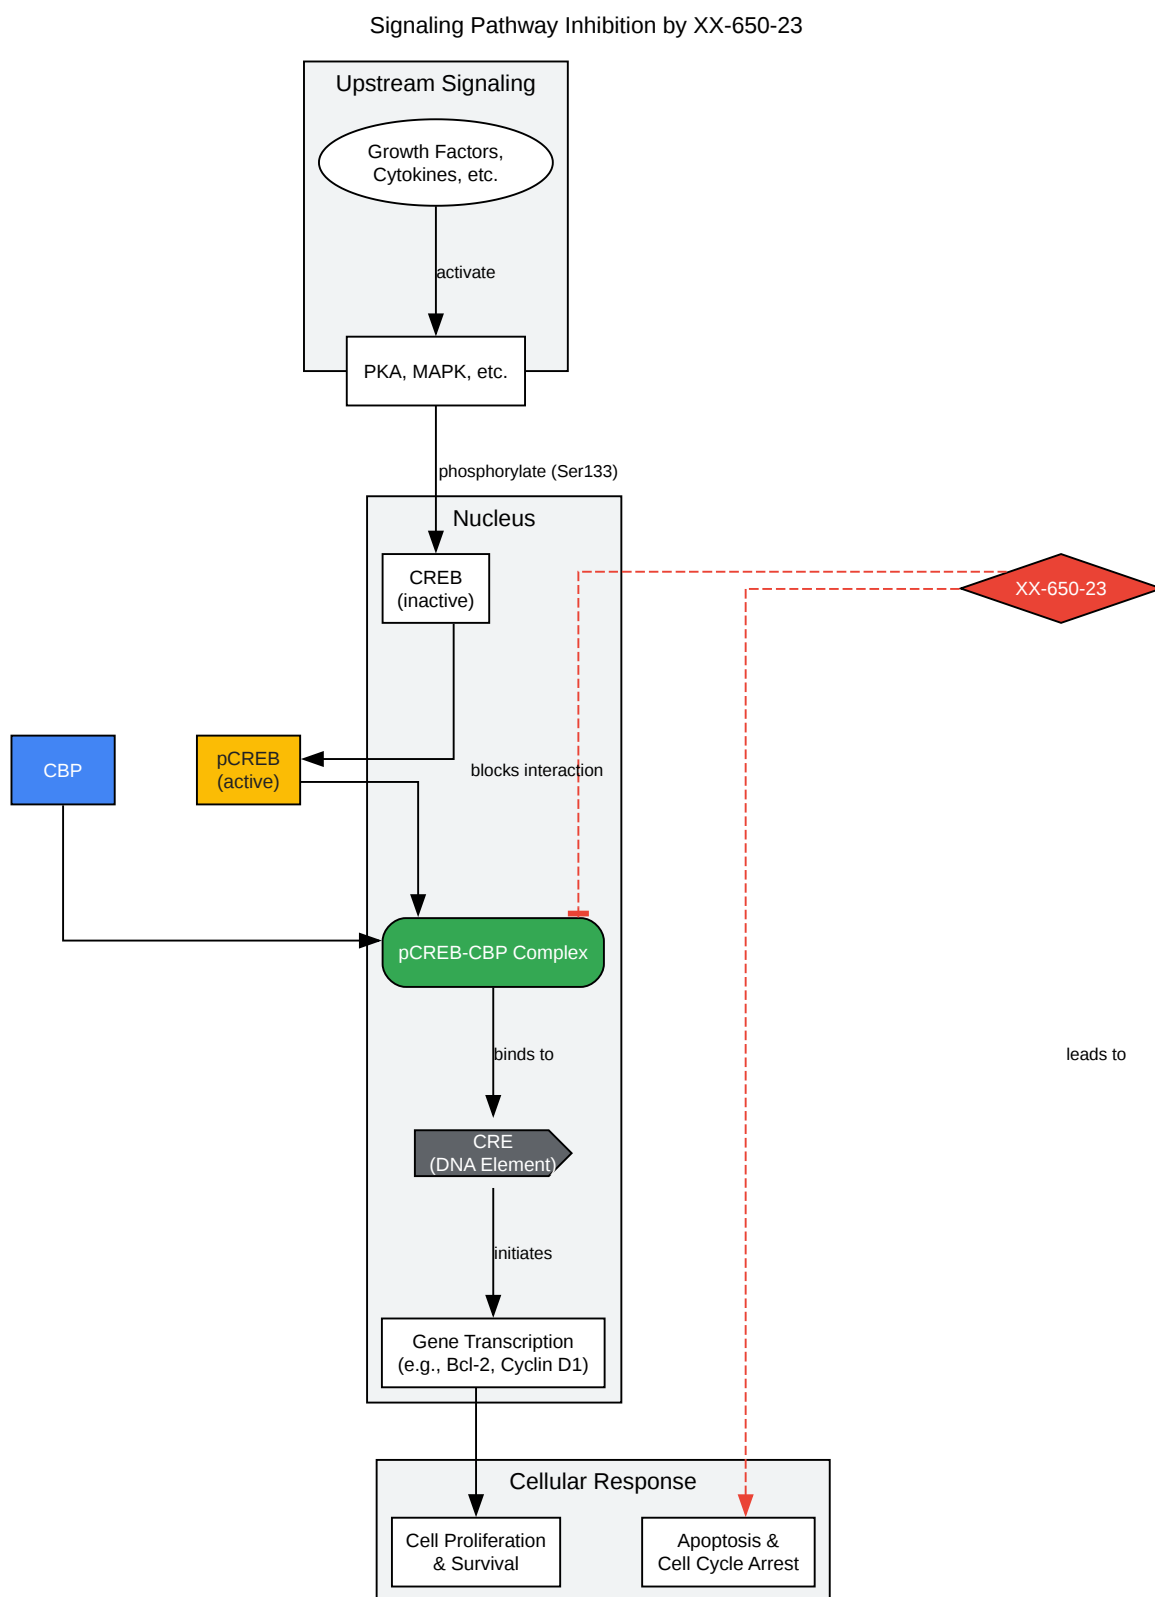 Signaling Pathway Inhibition by XX-650-23
Upstream Signaling
Growth Factors,
Cytokines, etc.
activate
PKA, MAPK, etc.
phosphorylate (Ser133)
Nucleus
CREB
(inactive)
XX-650-23
CBP
pCREB
(active)
blocks interaction
pCREB-CBP Complex
binds to
leads to
CRE
(DNA Element)
initiates
Gene Transcription
(e.g., Bcl-2, Cyclin D1)
Cellular Response
Cell Proliferation
& Survival
Apoptosis &
Cell Cycle Arrest